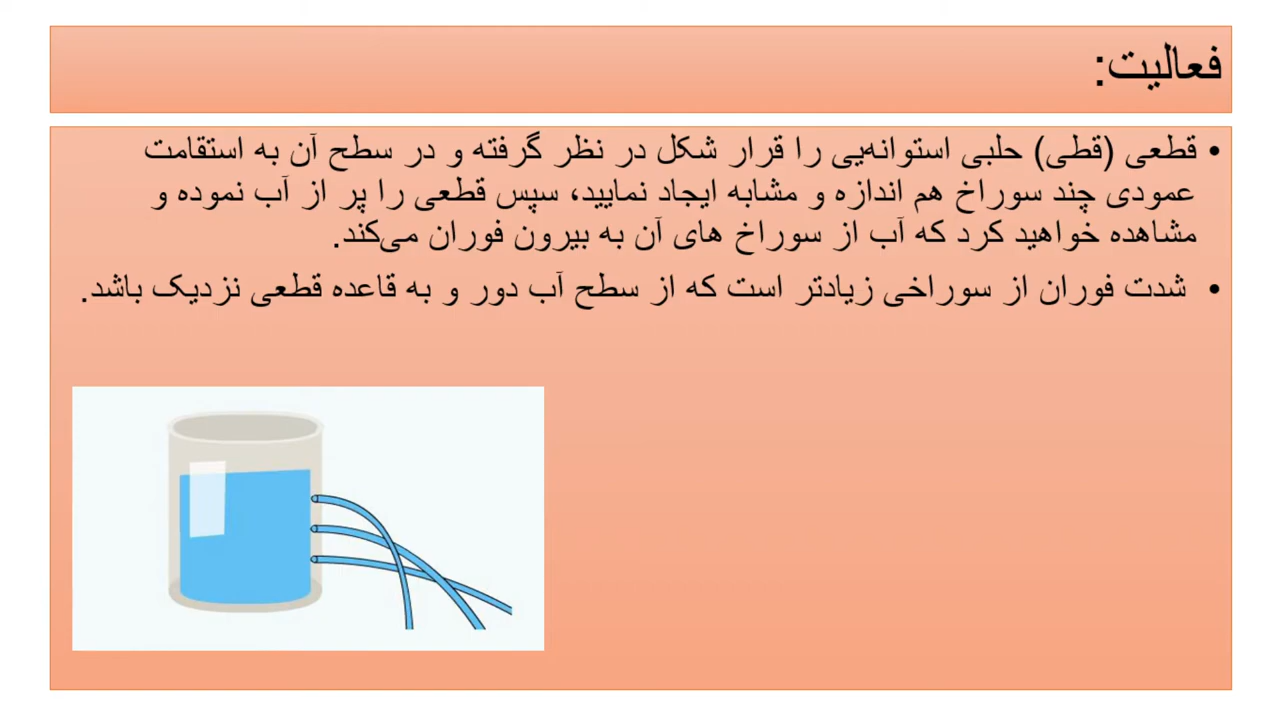 فعالیت:
• قطعی (قطی) حلبی استوانه‌یی را قرار شکل در نظر گرفته و در سطح آن به استقامت
عمودی چند سوراخ هم اندازه و مشابه ایجاد نمایید، سپس قطعی را پر از آب نموده و
مشاهده خواهید کرد که آب از سوراخ های آن به بیرون فوران می‌کند.
• شدت فوران از سوراخی زیادتر است که از سطح آب دور و به قاعده قطعی نزدیک باشد.